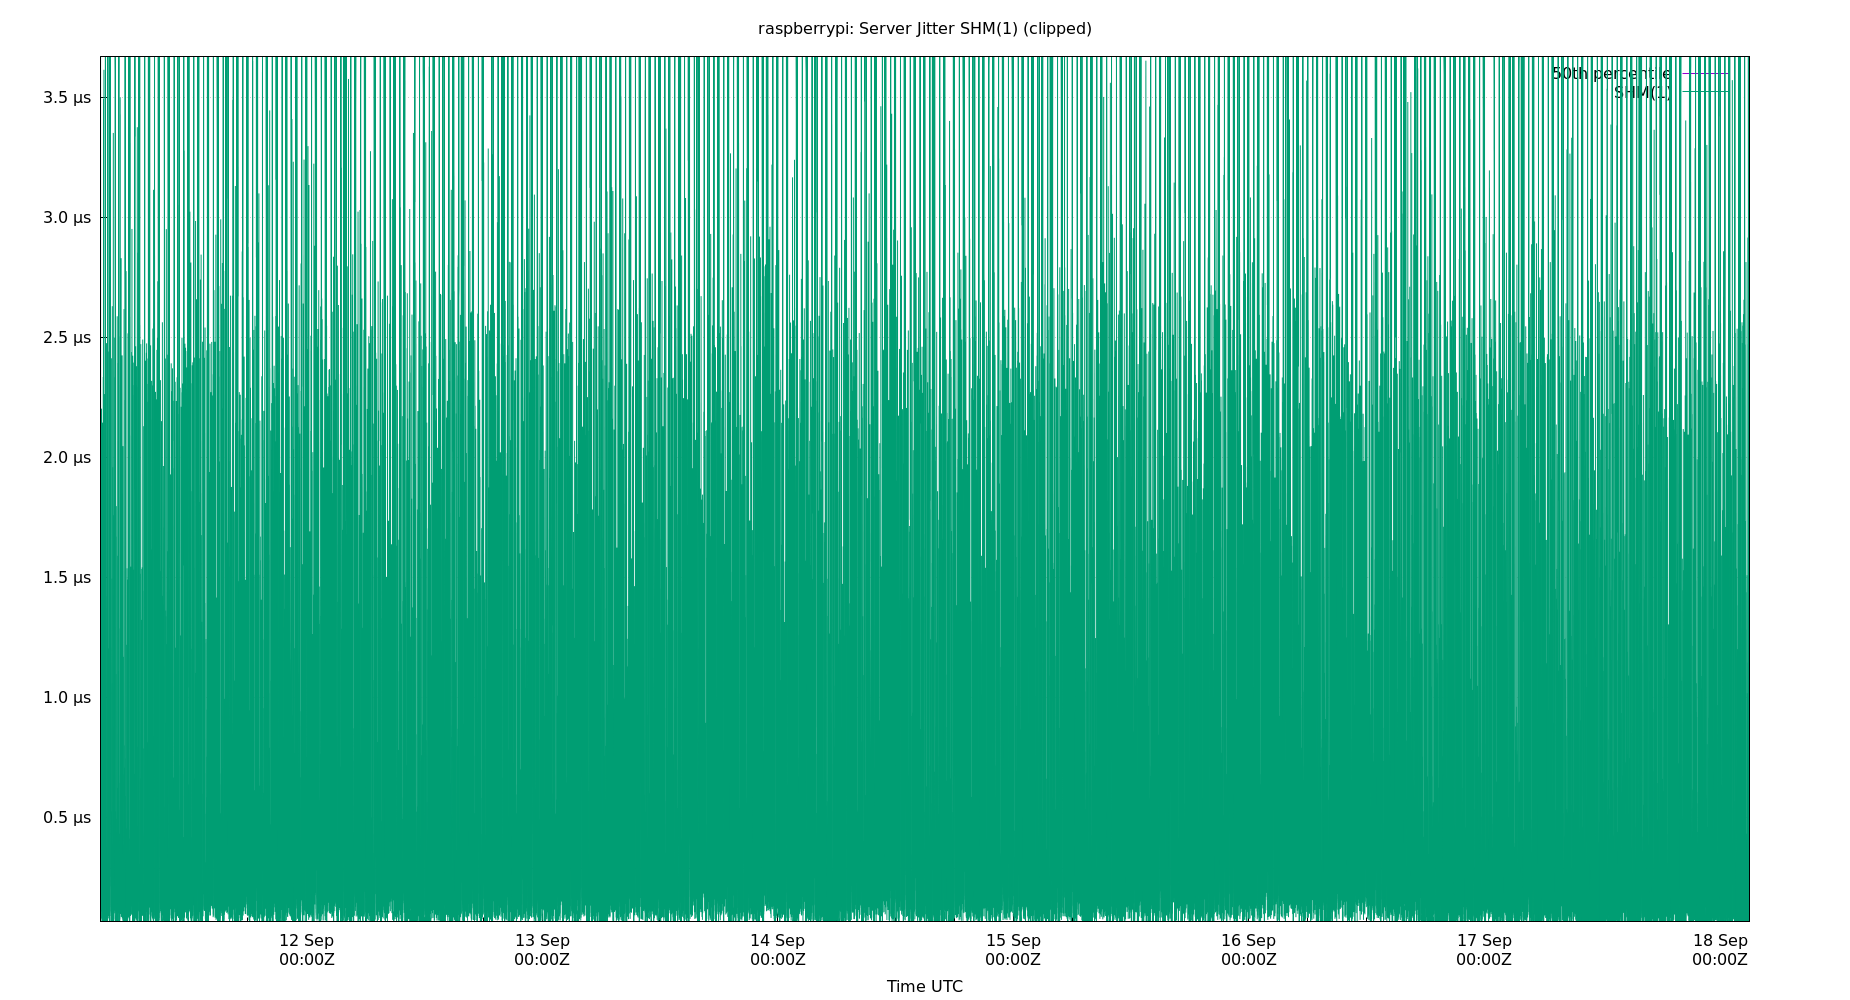 raspberrypi: Server Jitter SHM(1) (clipped)
50th percentile
SHM(1)
3.5 µs
3.0 µs
2.5 µs
2.0 µs
1.5 µs
1.0 µs
0.5 µs
12 Sep 13 Sep 14 Sep 15 Sep 16 Sep 17 Sep 18 Sep
00:00Z 00:00Z 00:00Z 00:00Z 00:00Z 00:00Z 00:00Z
Time UTC